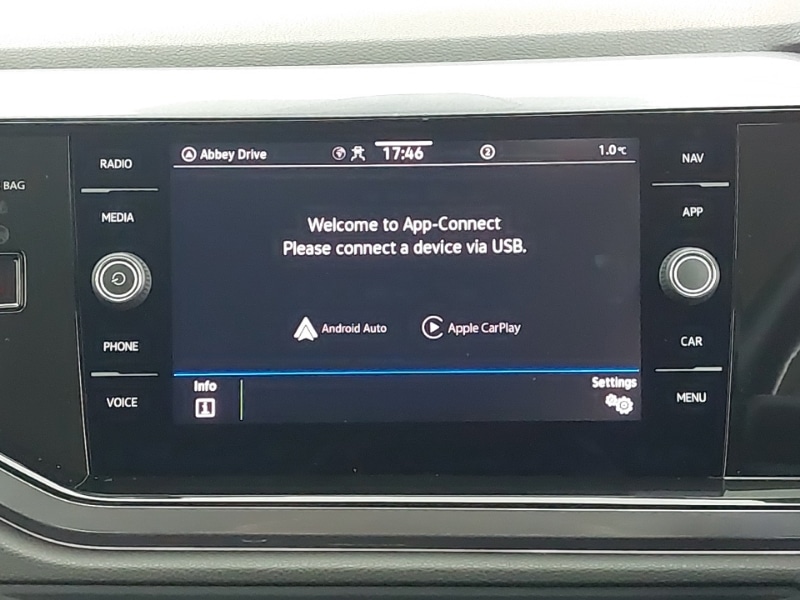 BAG
RADIO
MEDIA
PHONE
VOICE
Abbey Drive
17:46
2
1.0°C
Welcome to App-Connect
Please connect a device via USB.
Android Auto
Apple CarPlay
Info
Settings
NAV
APP
CAR
MENU